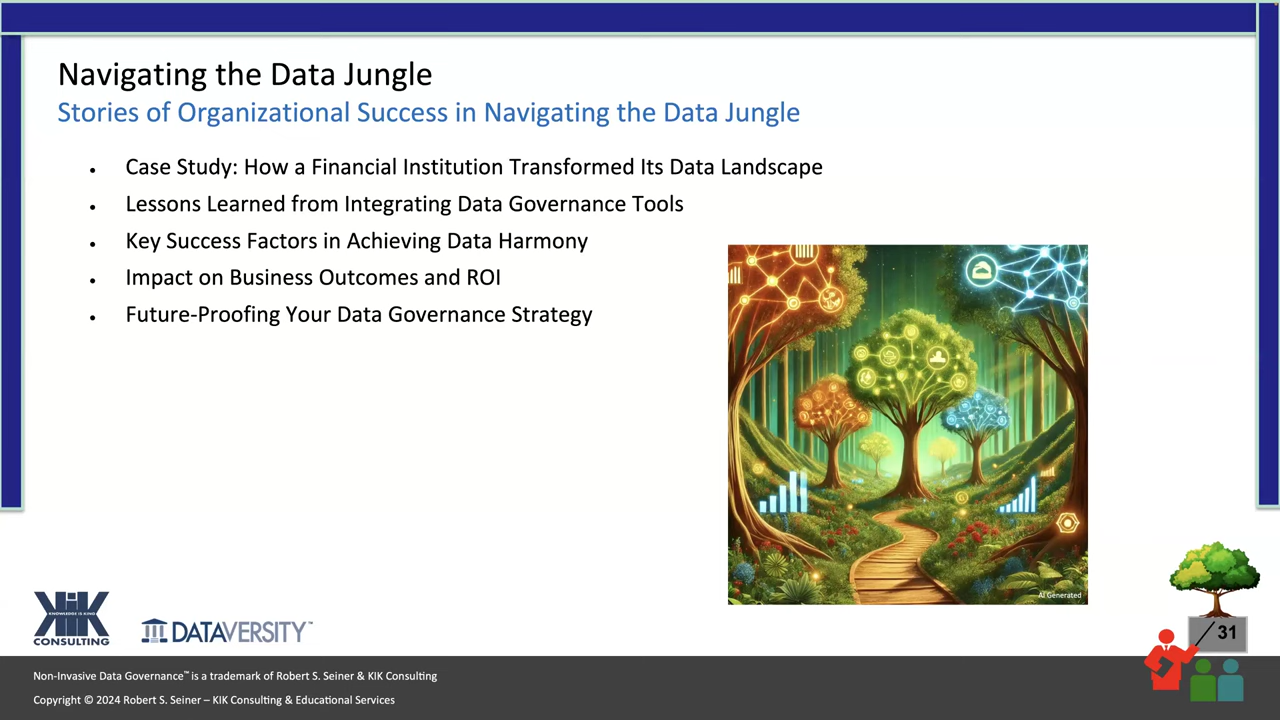 Navigating the Data Jungle
Stories of Organizational Success in Navigating the Data Jungle
• Case Study: How a Financial Institution Transformed Its Data Landscape
• Lessons Learned from Integrating Data Governance Tools
• Key Success Factors in Achieving Data Harmony
• Impact on Business Outcomes and ROI
• Future-Proofing Your Data Governance Strategy
AI Generated
KIK
KNOWLEDGE IS KING
CONSULTING
DATAVERSITY™
31
Non-Invasive Data Governance™ is a trademark of Robert S. Seiner & KIK Consulting
Copyright © 2024 Robert S. Seiner – KIK Consulting & Educational Services